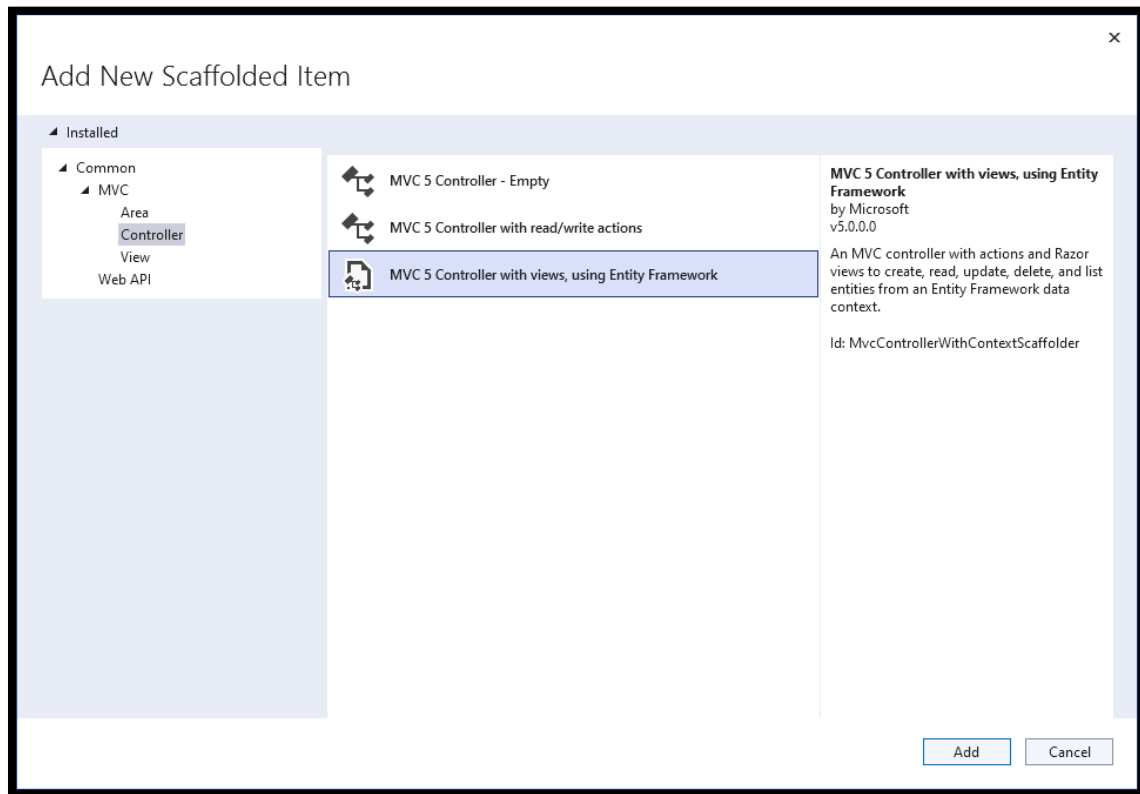 Add New Scaffolded Item
Installed
Common
MVC
Area
Controller
View
Web API
MVC 5 Controller - Empty
MVC 5 Controller with read/write actions
MVC 5 Controller with views, using Entity Framework
MVC 5 Controller with views, using Entity
Framework
by Microsoft
v5.0.0.0
An MVC controller with actions and Razor
views to create, read, update, delete, and list
entities from an Entity Framework data
context.
Id: MvcControllerWithContextScaffolder
Add
Cancel